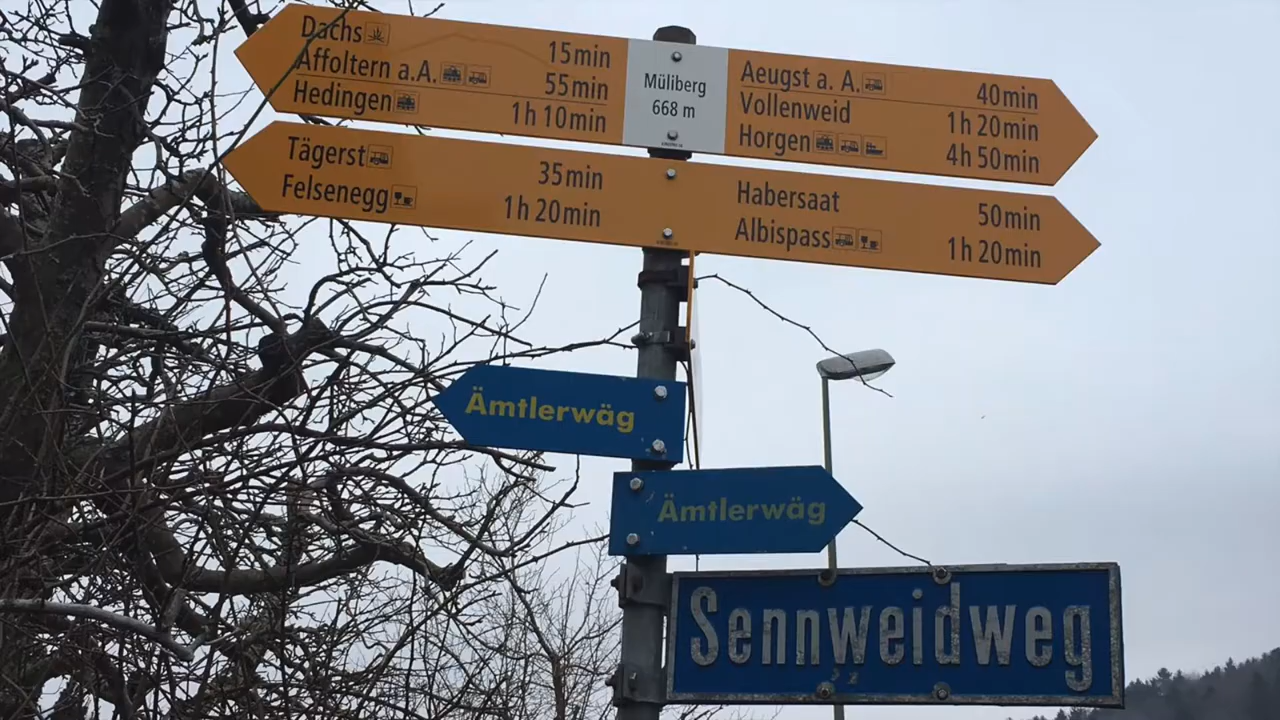 Dachs 15min
Affoltern a.A. 55min
Hedingen 1h 10min
Müliberg
668 m
Aeugst a. A. 40min
Vollenweid 1h 20min
Horgen 4h 50min
Tägerst 35min
Felsenegg 1h 20min
Habersaat 50min
Albispass 1h 20min
Ämtlerwäg
Ämtlerwäg
Sennweidweg